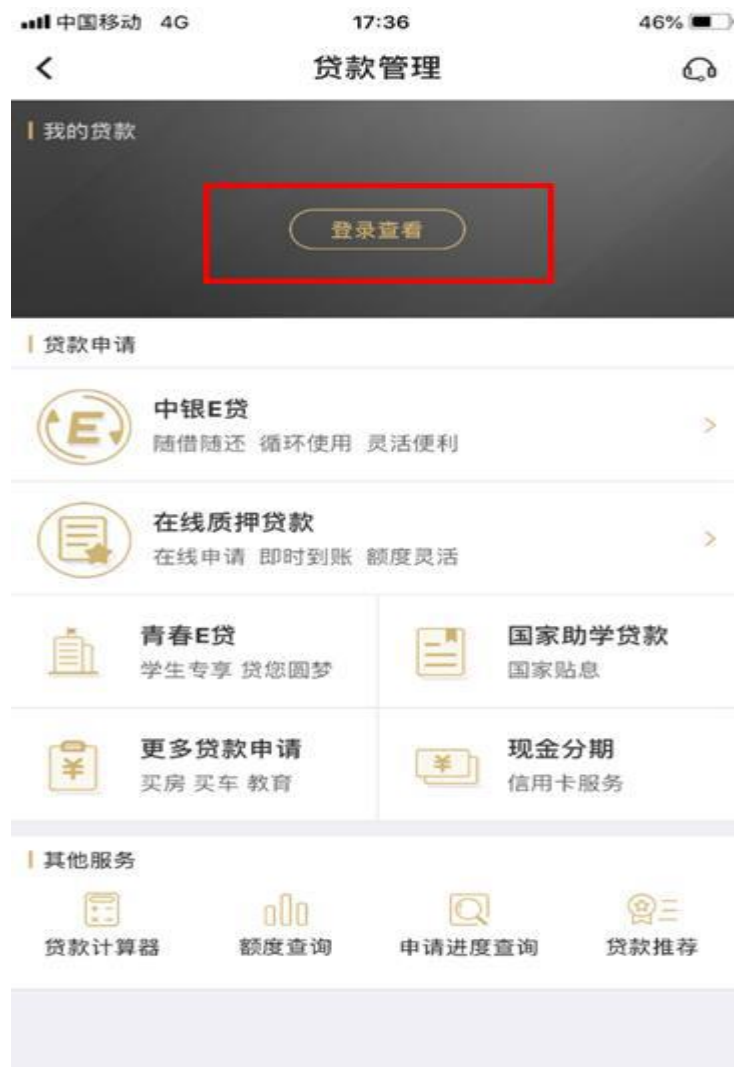 中国移动 4G 17:36 46%
贷款管理
我的贷款
登录查看
贷款申请
中银E贷
随借随还 循环使用 灵活便利
在线质押贷款
在线申请 即时到账 额度灵活
青春E贷 国家助学贷款
学生专享 贷您圆梦 国家贴息
更多贷款申请 现金分期
买房 买车 教育 信用卡服务
其他服务
贷款计算器 额度查询 申请进度查询 贷款推荐